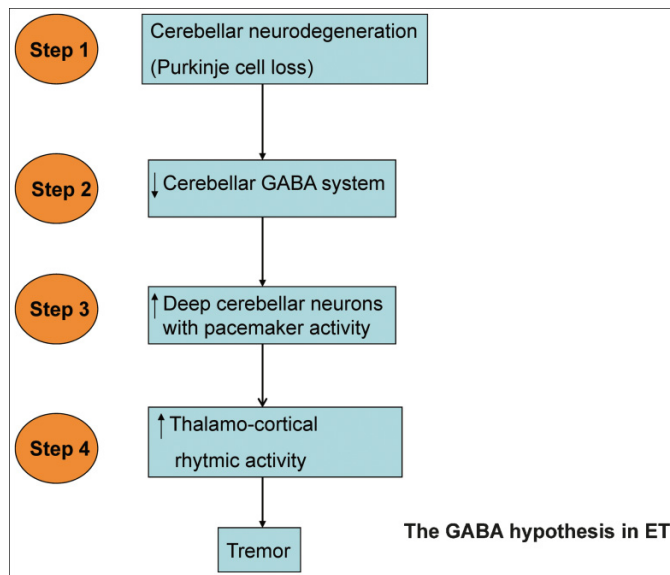 Step 1
Cerebellar neurodegeneration
(Purkinje cell loss)
Step 2
↓ Cerebellar GABA system
Step 3
↑ Deep cerebellar neurons
with pacemaker activity
Step 4
↑ Thalamo-cortical
rhytmic activity
Tremor
The GABA hypothesis in ET